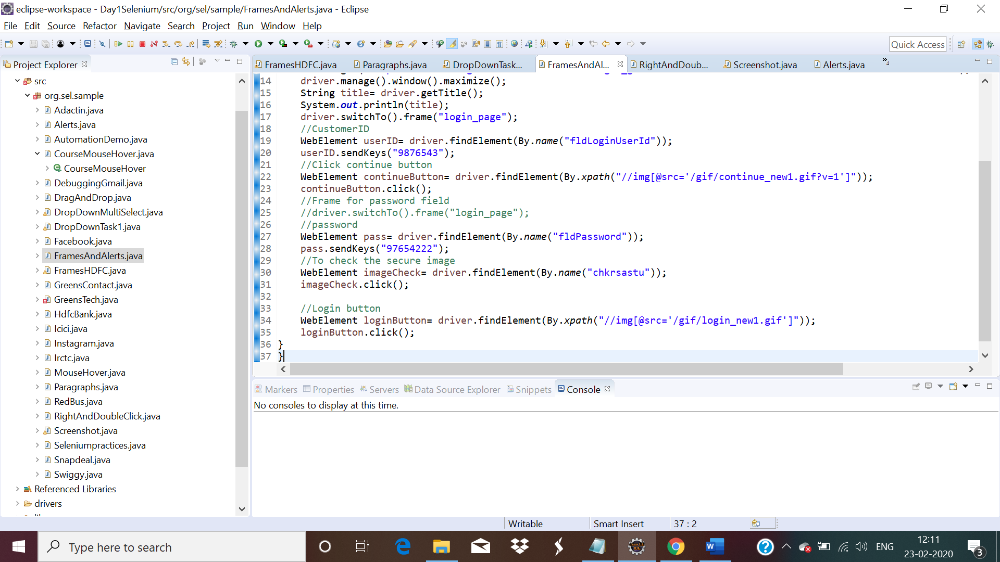 eclipse-workspace - Day1Selenium/src/org/sel/sample/FramesAndAlerts.java - Eclipse
File Edit Source Refactor Navigate Search Project Run Window Help
Quick Access
Project Explorer
src
org.sel.sample
Adactin.java
Alerts.java
AutomationDemo.java
CourseMouseHover.java
CourseMouseHover
DebuggingGmail.java
DragAndDrop.java
DropDownMultiSelect.java
DropDownTask1.java
Facebook.java
FramesAndAlerts.java
FramesHDFC.java
GreensContact.java
GreensTech.java
HdfcBank.java
Icici.java
Instagram.java
Irctc.java
MouseHover.java
Paragraphs.java
RedBus.java
RightAndDoubleClick.java
Screenshot.java
Seleniumpractices.java
Snapdeal.java
Swiggy.java
Referenced Libraries
drivers
FramesHDFC.java Paragraphs.java DropDownTask... FramesAndAl... RightAndDoub... Screenshot.java Alerts.java »4
14 driver.manage().window().maximize();
15 String title= driver.getTitle();
16 System.out.println(title);
17 driver.switchTo().frame("login_page");
18 //CustomerID
19 WebElement userID= driver.findElement(By.name("fldLoginUserId"));
20 userID.sendKeys("9876543");
21 //Click continue button
22 WebElement continueButton= driver.findElement(By.xpath("//img[@src='/gif/continue_new1.gif?v=1']"));
23 continueButton.click();
24 //Frame for password field
25 //driver.switchTo().frame("login_page");
26 //password
27 WebElement pass= driver.findElement(By.name("fldPassword"));
28 pass.sendKeys("97654222");
29 //To check the secure image
30 WebElement imageCheck= driver.findElement(By.name("chkrsastu"));
31 imageCheck.click();
32
33 //Login button
34 WebElement loginButton= driver.findElement(By.xpath("//img[@src='/gif/login_new1.gif']"));
35 loginButton.click();
36 }
37 }
Markers Properties Servers Data Source Explorer Snippets Console
No consoles to display at this time.
Writable Smart Insert 37 : 2
Type here to search
ENG
12:11
23-02-2020
3